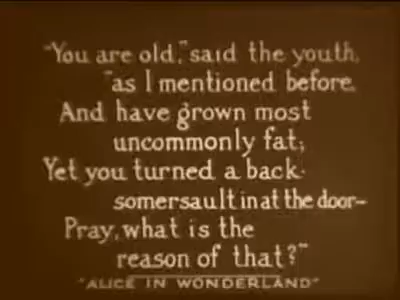 "You are old," said the youth,
"as I mentioned before,
And have grown most
uncommonly fat;
Yet you turned a back-
somersault in at the door—
Pray, what is the
reason of that?"
"ALICE IN WONDERLAND"